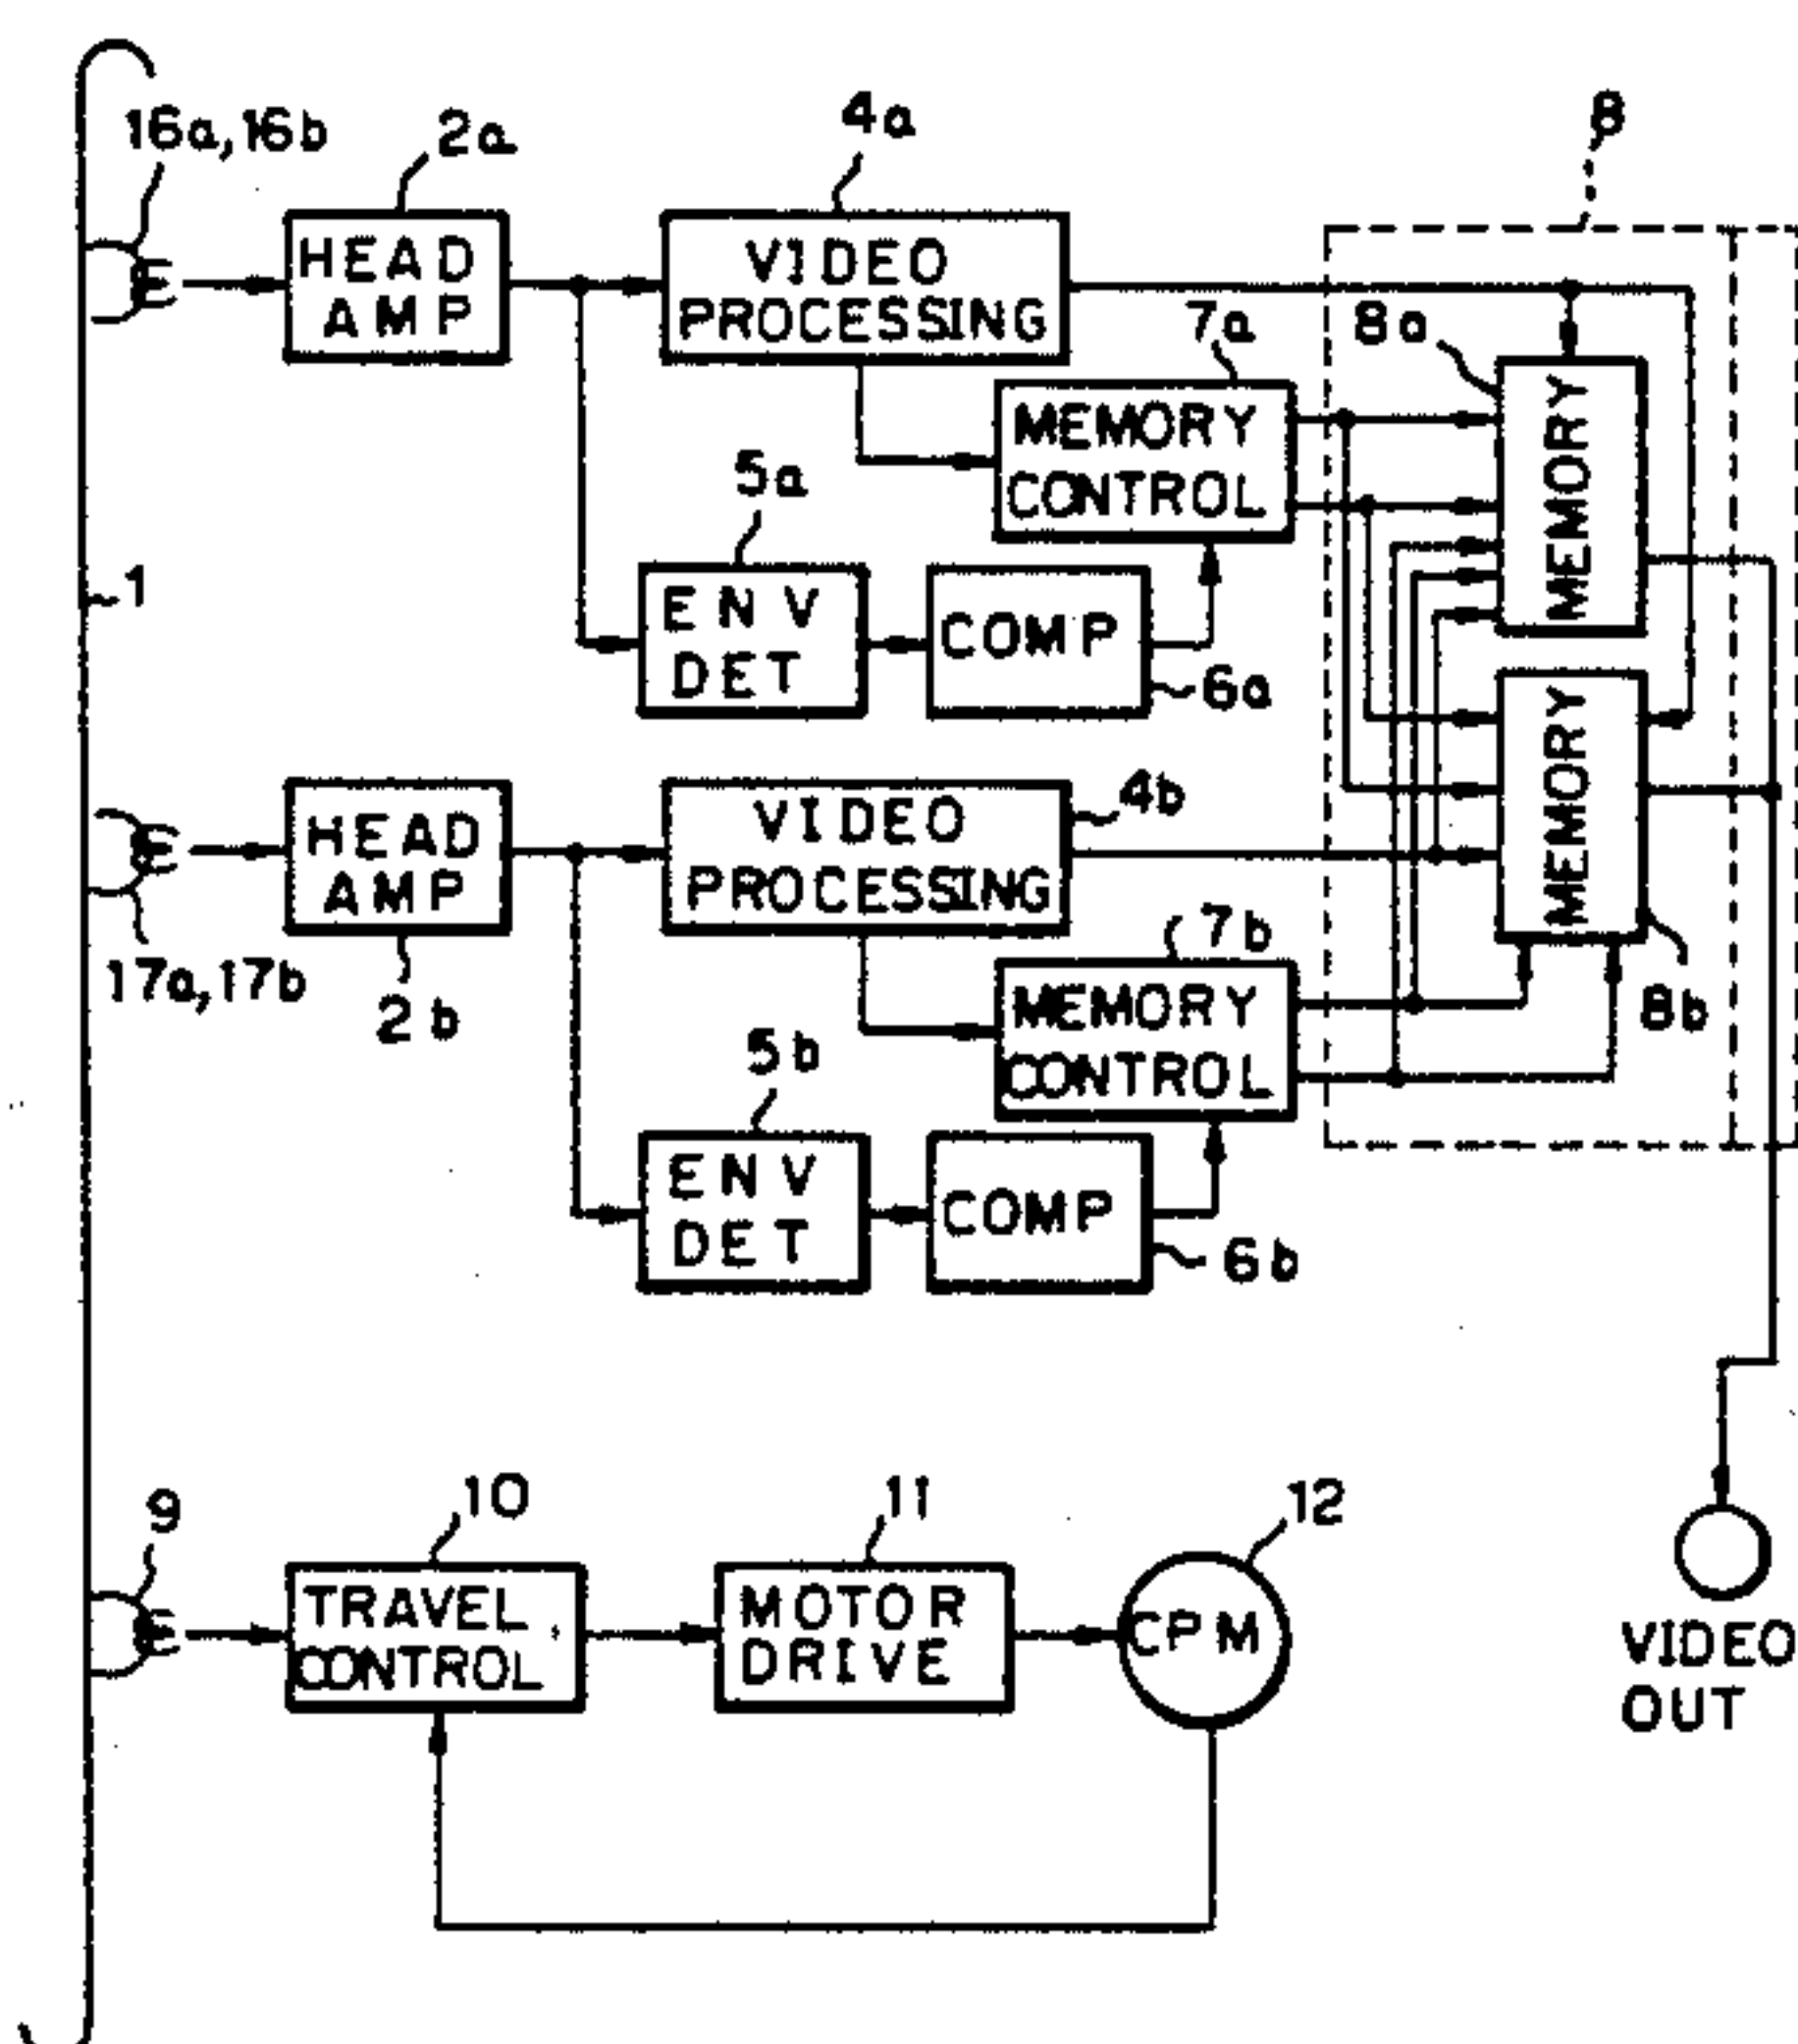 16a,16b
2a
4a
8
HEAD
AMP
VIDEO
PROCESSING
7a
8a
MEMORY
CONTROL
MEMORY
5a
1
ENV
DET
COMP
6a
HEAD
AMP
VIDEO
PROCESSING
4b
MEMORY
17a,17b
2b
7b
MEMORY
CONTROL
8b
5b
ENV
DET
COMP
6b
9
10
11
12
TRAVEL
CONTROL
MOTOR
DRIVE
CPM
VIDEO
OUT